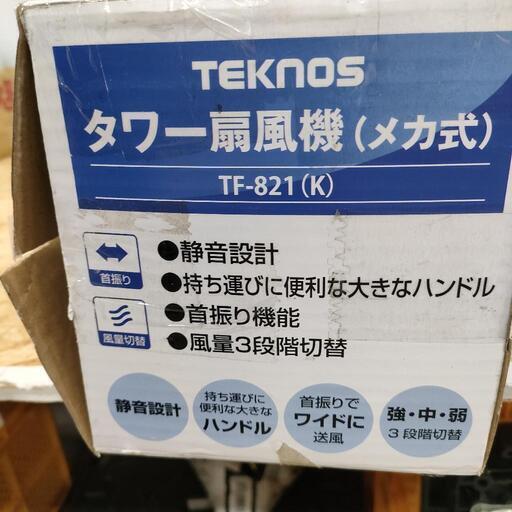 TEKNOS
タワー扇風機(メカ式)
TF-821(K)
首振り
風量切替
●静音設計
●持ち運びに便利な大きなハンドル
●首振り機能
●風量3段階切替
静音設計
持ち運びに
便利な大きな
ハンドル
首振りで
ワイドに
送風
強・中・弱
3段階切替